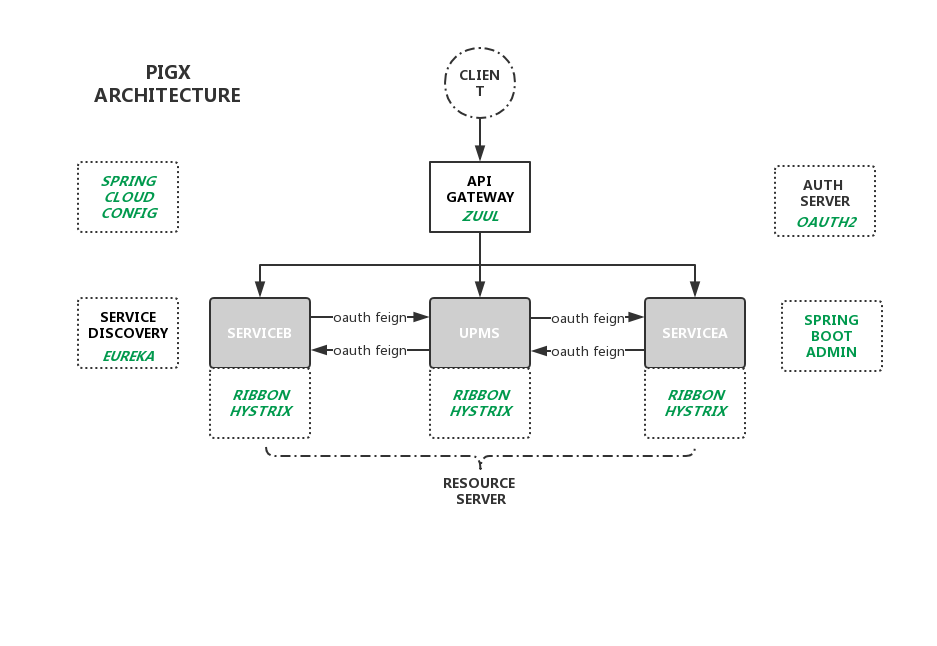 PIGX
ARCHITECTURE
CLIEN
T
SPRING
CLOUD
CONFIG
API
GATEWAY
ZUUL
AUTH
SERVER
OAUTH2
SERVICE
DISCOVERY
EUREKA
SERVICEB
oauth feign
oauth feign
UPMS
oauth feign
oauth feign
SERVICEA
SPRING
BOOT
ADMIN
RIBBON
HYSTRIX
RIBBON
HYSTRIX
RIBBON
HYSTRIX
RESOURCE
SERVER